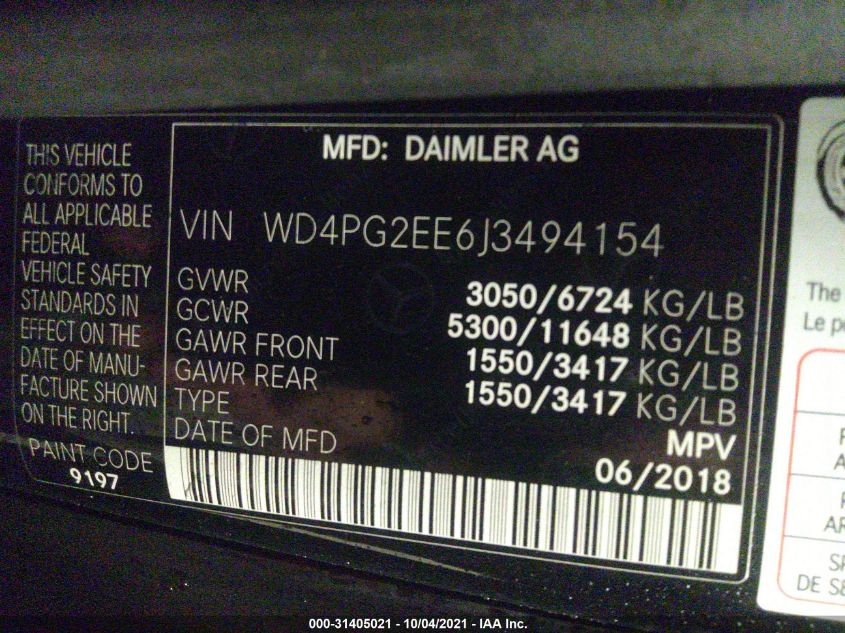 THIS VEHICLE
CONFORMS TO
ALL APPLICABLE
FEDERAL
VEHICLE SAFETY
STANDARDS IN
EFFECT ON THE
DATE OF MANU-
FACTURE SHOWN
ON THE RIGHT.
PAINT CODE
9197
MFD: DAIMLER AG
VIN WD4PG2EE6J3494154
GVWR 3050/6724 KG/LB
GCWR 5300/11648 KG/LB
GAWR FRONT 1550/3417 KG/LB
GAWR REAR 1550/3417 KG/LB
TYPE MPV
DATE OF MFD 06/2018
The
Le
DE
000-31405021 - 10/04/2021 - IAA Inc.